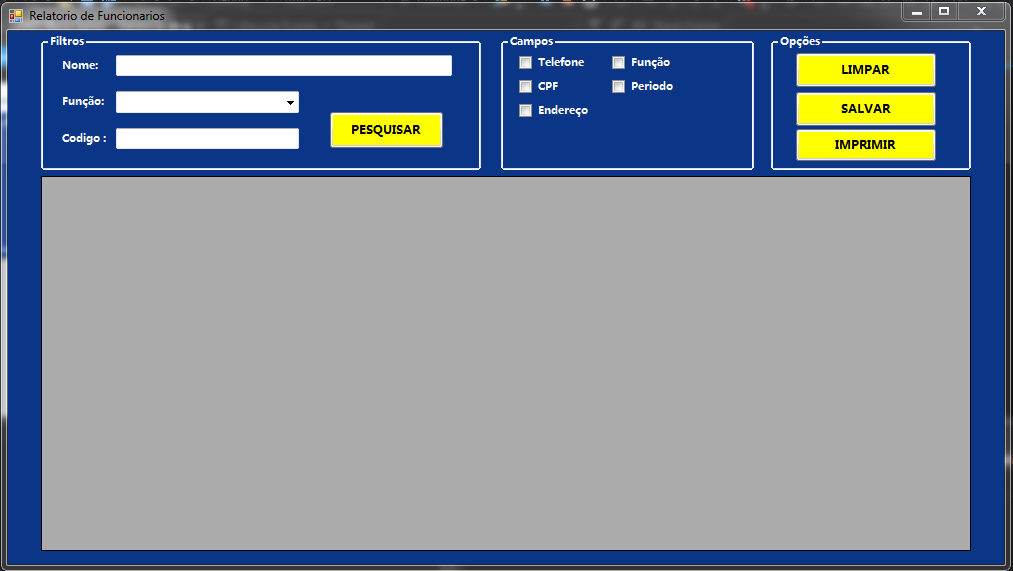 Relatorio de Funcionarios
Filtros
Nome:
Função:
Codigo :
PESQUISAR
Campos
Telefone
Função
CPF
Periodo
Endereço
Opções
LIMPAR
SALVAR
IMPRIMIR